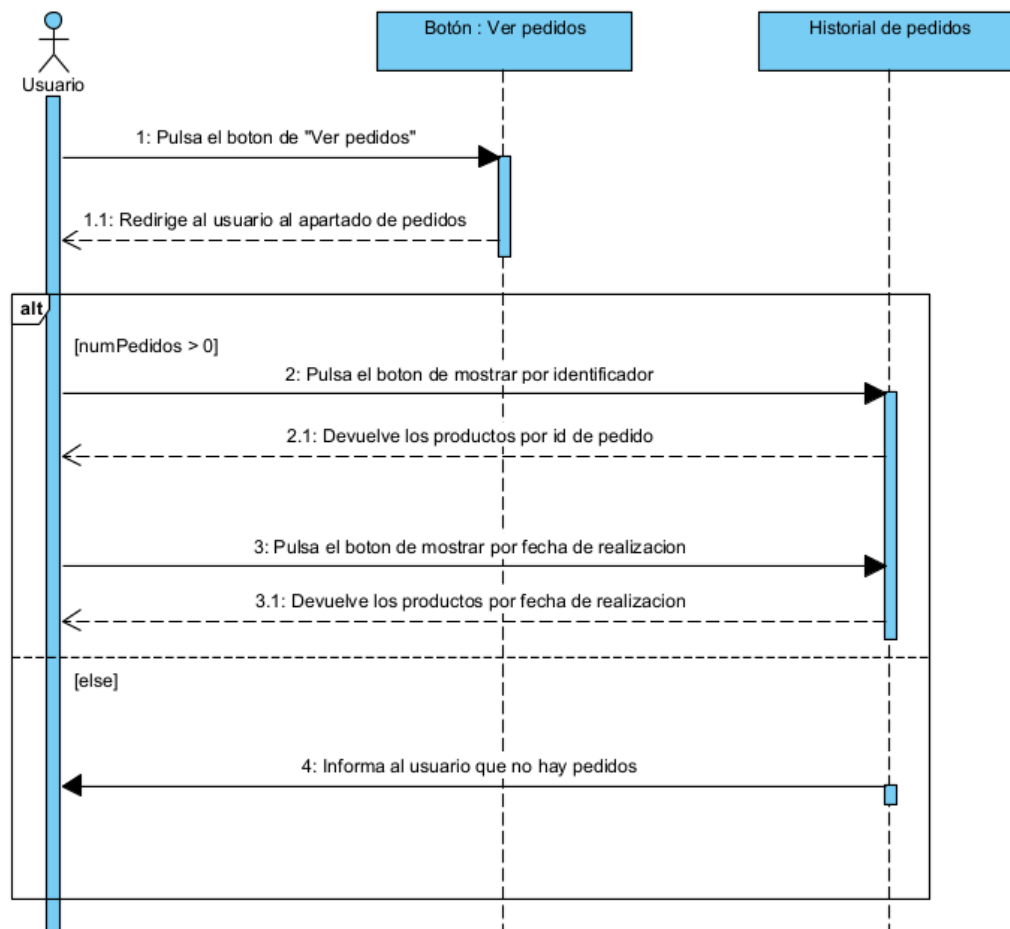 Botón : Ver pedidos
Historial de pedidos
Usuario
1: Pulsa el boton de "Ver pedidos"
1.1: Redirige al usuario al apartado de pedidos
alt
[numPedidos > 0]
2: Pulsa el boton de mostrar por identificador
2.1: Devuelve los productos por id de pedido
3: Pulsa el boton de mostrar por fecha de realizacion
3.1: Devuelve los productos por fecha de realizacion
[else]
4: Informa al usuario que no hay pedidos